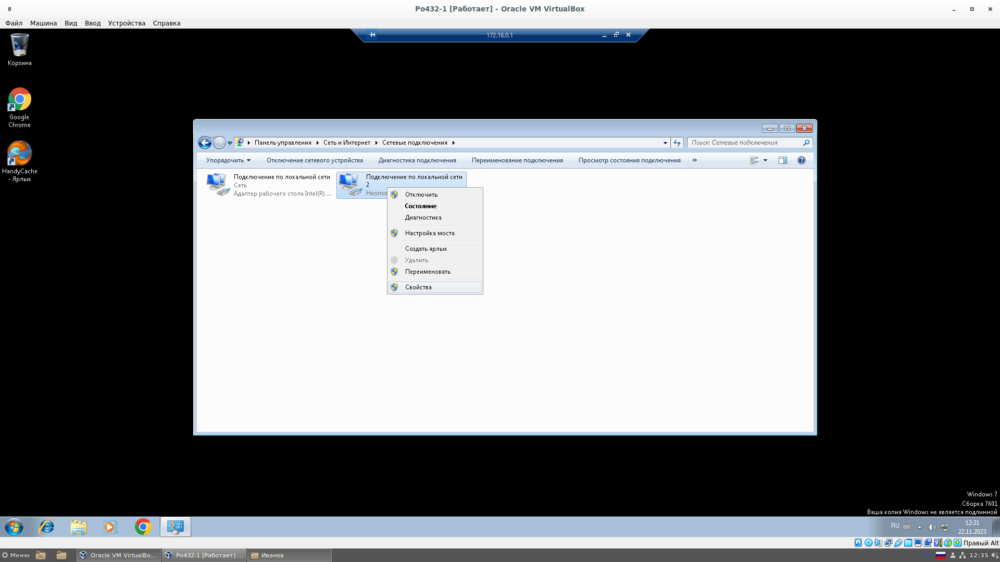 Po432-1 [Работает] - Oracle VM VirtualBox
Файл Машина Вид Ввод Устройства Справка
172.16.0.1
Корзина
Google
Chrome
HandyCache
- Ярлык
Панель управления Сеть и Интернет Сетевые подключения
Поиск: Сетевые подключения
Упорядочить Отключение сетевого устройства Диагностика подключения Переименование подключения Просмотр состояния подключения »
Подключение по локальной сети
Сеть
Адаптер рабочего стола Intel(R) ...
Подключение по локальной сети
2
Неопоз
Отключить
Состояние
Диагностика
Настройка моста
Создать ярлык
Удалить
Переименовать
Свойства
Windows 7
Сборка 7601
Ваша копия Windows не является подлинной
RU
12:31
22.11.2023
Правый Alt
Меню
Oracle VM VirtualBo...
Po432-1 [Работает] ...
Иванов
12:35